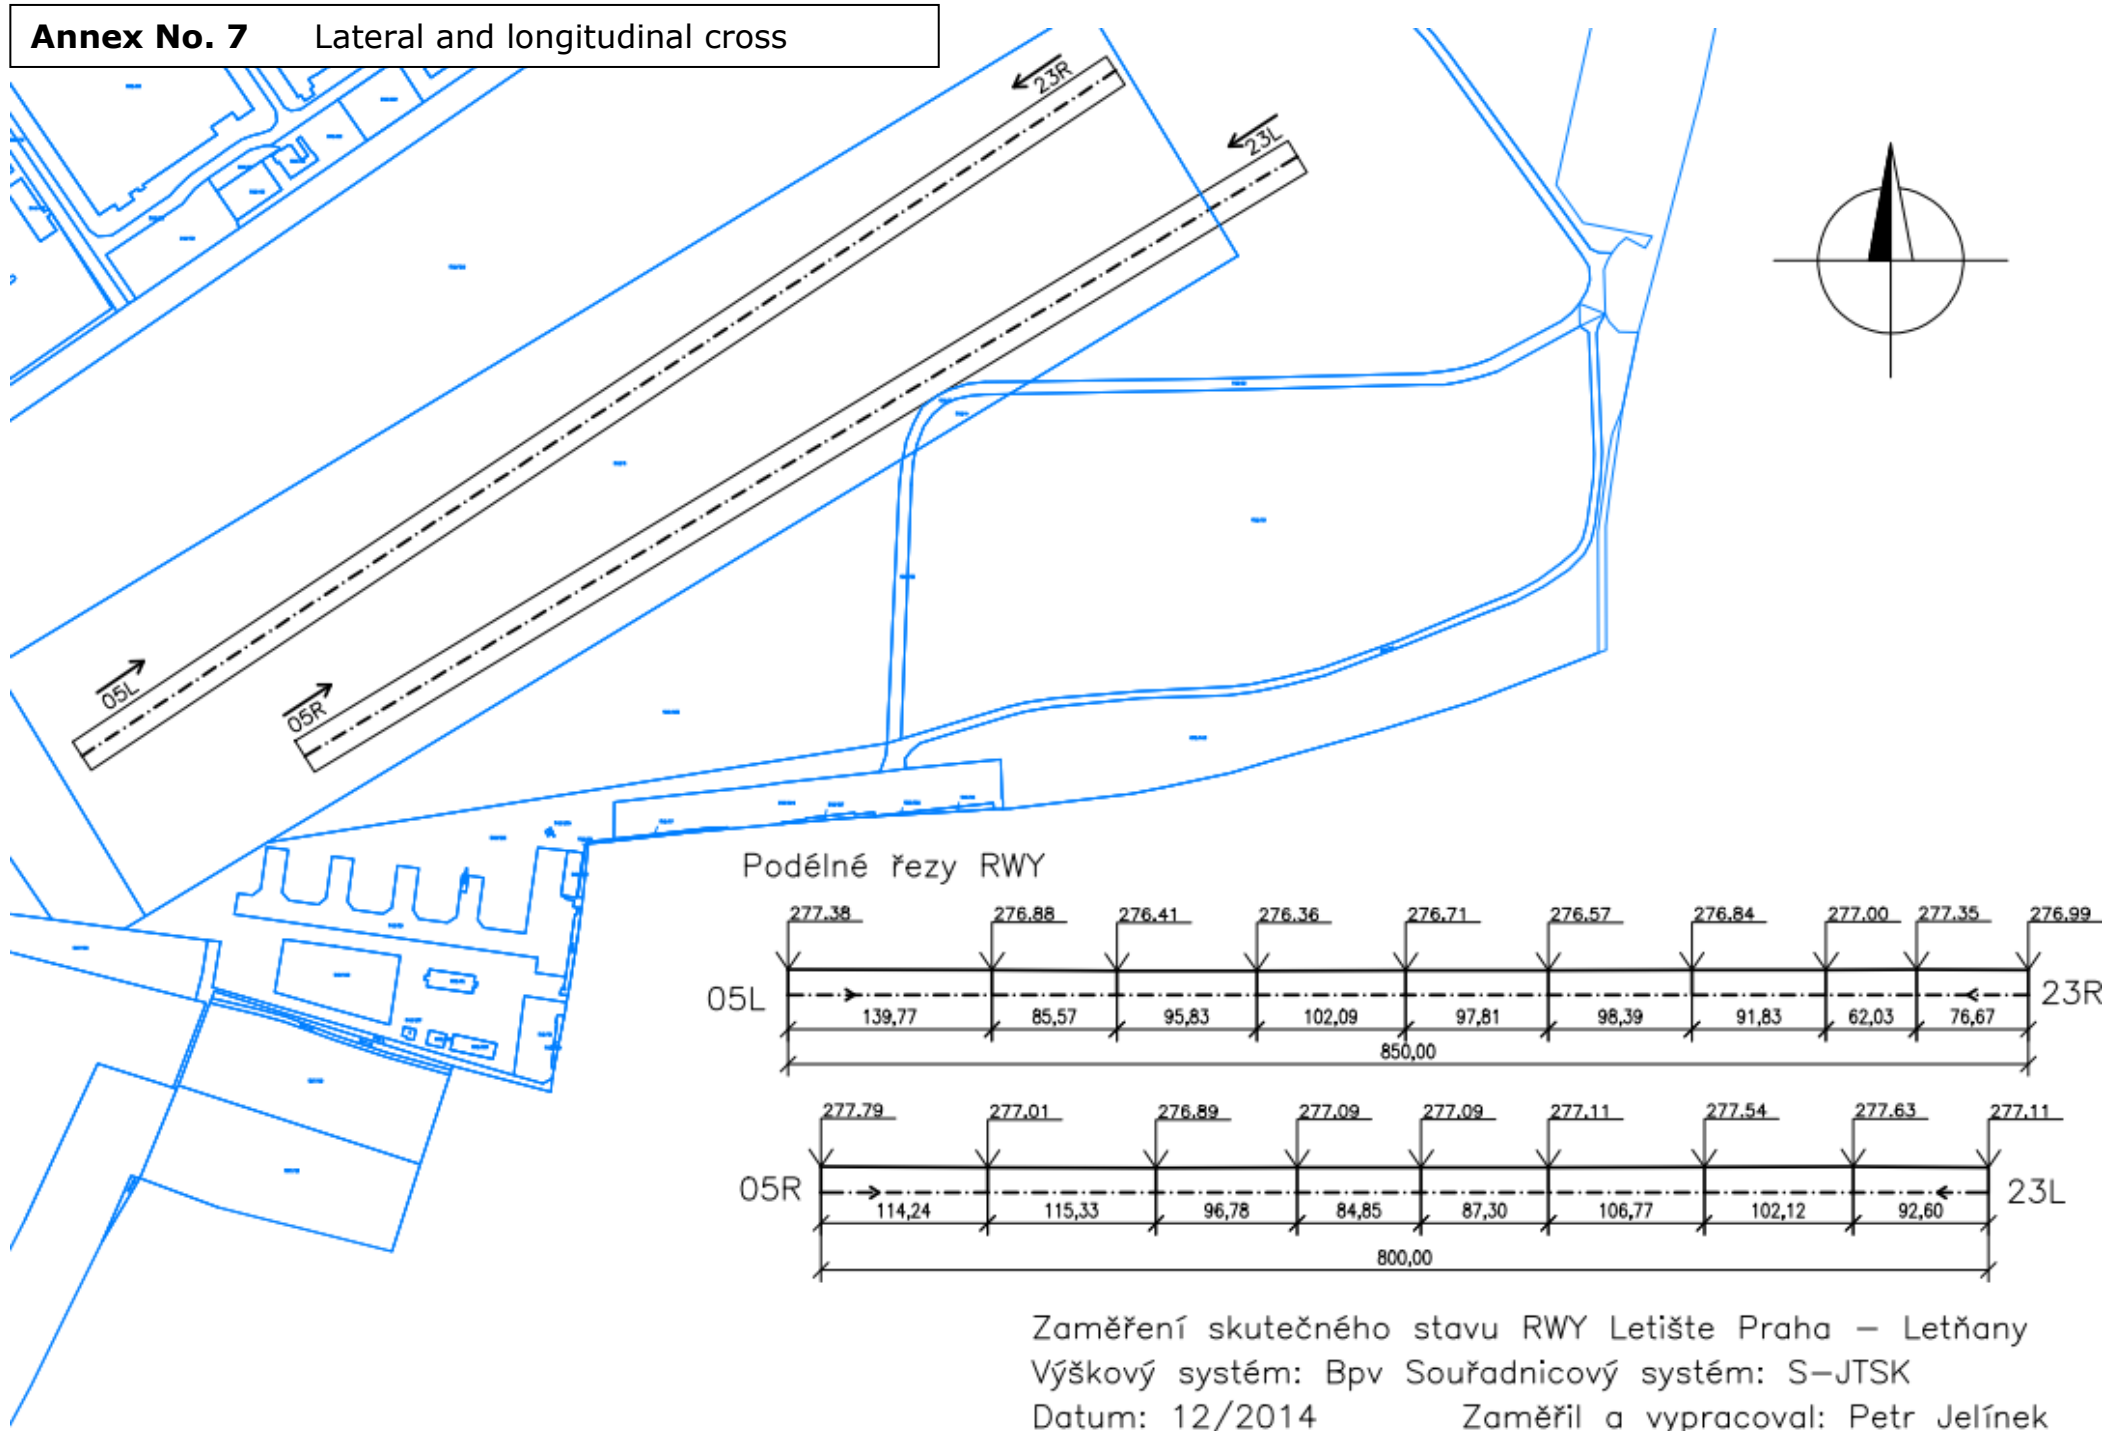 Annex No. 7 Lateral and longitudinal cross
23R
23L
05L
05R
Podélné řezy RWY
277.38 276.88 276.41 276.36 276.71 276.57 276.84 277.00 277.35 276.99
05L 23R
139,77 85,57 95,83 102,09 97,81 98,39 91,83 62,03 76,67
850,00
277.79 277.01 276.89 277.09 277.09 277.11 277.54 277.63 277.11
05R 23L
114,24 115,33 96,78 84,85 87,30 106,77 102,12 92,60
800,00
Zaměření skutečného stavu RWY Letište Praha – Letňany
Výškový systém: Bpv Souřadnicový systém: S–JTSK
Datum: 12/2014 Zaměřil a vypracoval: Petr Jelínek